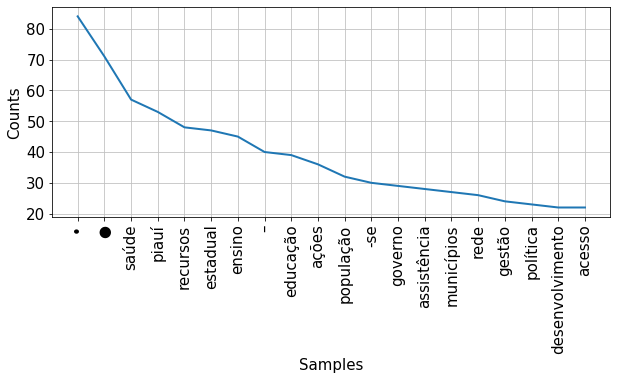 Counts
80
70
60
50
40
30
20
•
●
saúde
piauí
recursos
estadual
ensino
–
educação
ações
população
-se
governo
assistência
municípios
rede
gestão
política
desenvolvimento
acesso
Samples